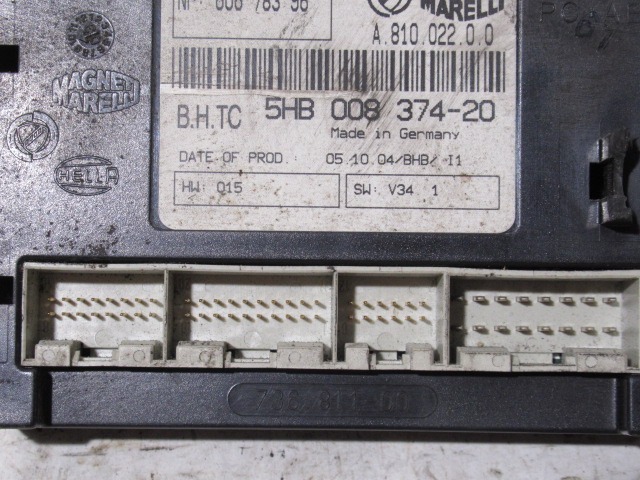 MARELLI
A.810.022.0.0
MAGNETI
MARELLI
B.H.TC 5HB 008 374-20
Made in Germany
HELLA
DATE OF PROD.: 05.10.04/BHB/ I1
HW: 015
SW: V34 1